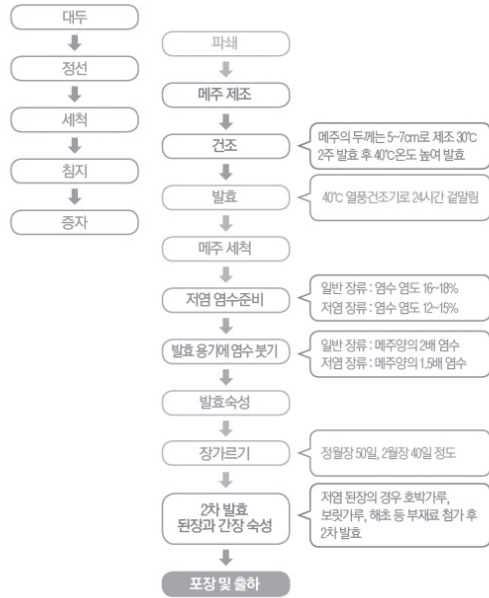 대두
정선
세척
침지
증자
파쇄
메주 제조
건조
메주의 두께는 5~7cm로 제조 30℃
2주 발효 후 40℃온도 높여 발효
발효
40℃ 열풍건조기로 24시간 겉말림
메주 세척
저염 염수준비
일반 장류 : 염수 염도 16~18%
저염 장류 : 염수 염도 12~15%
발효 용기에 염수 붓기
일반 장류 : 메주양의 2배 염수
저염 장류 : 메주양의 1.5배 염수
발효숙성
장가르기
정월장 50일, 2월장 40일 정도
2차 발효
된장과 간장 숙성
저염 된장의 경우 호박가루,
보릿가루, 해초 등 부재료 첨가 후
2차 발효
포장 및 출하